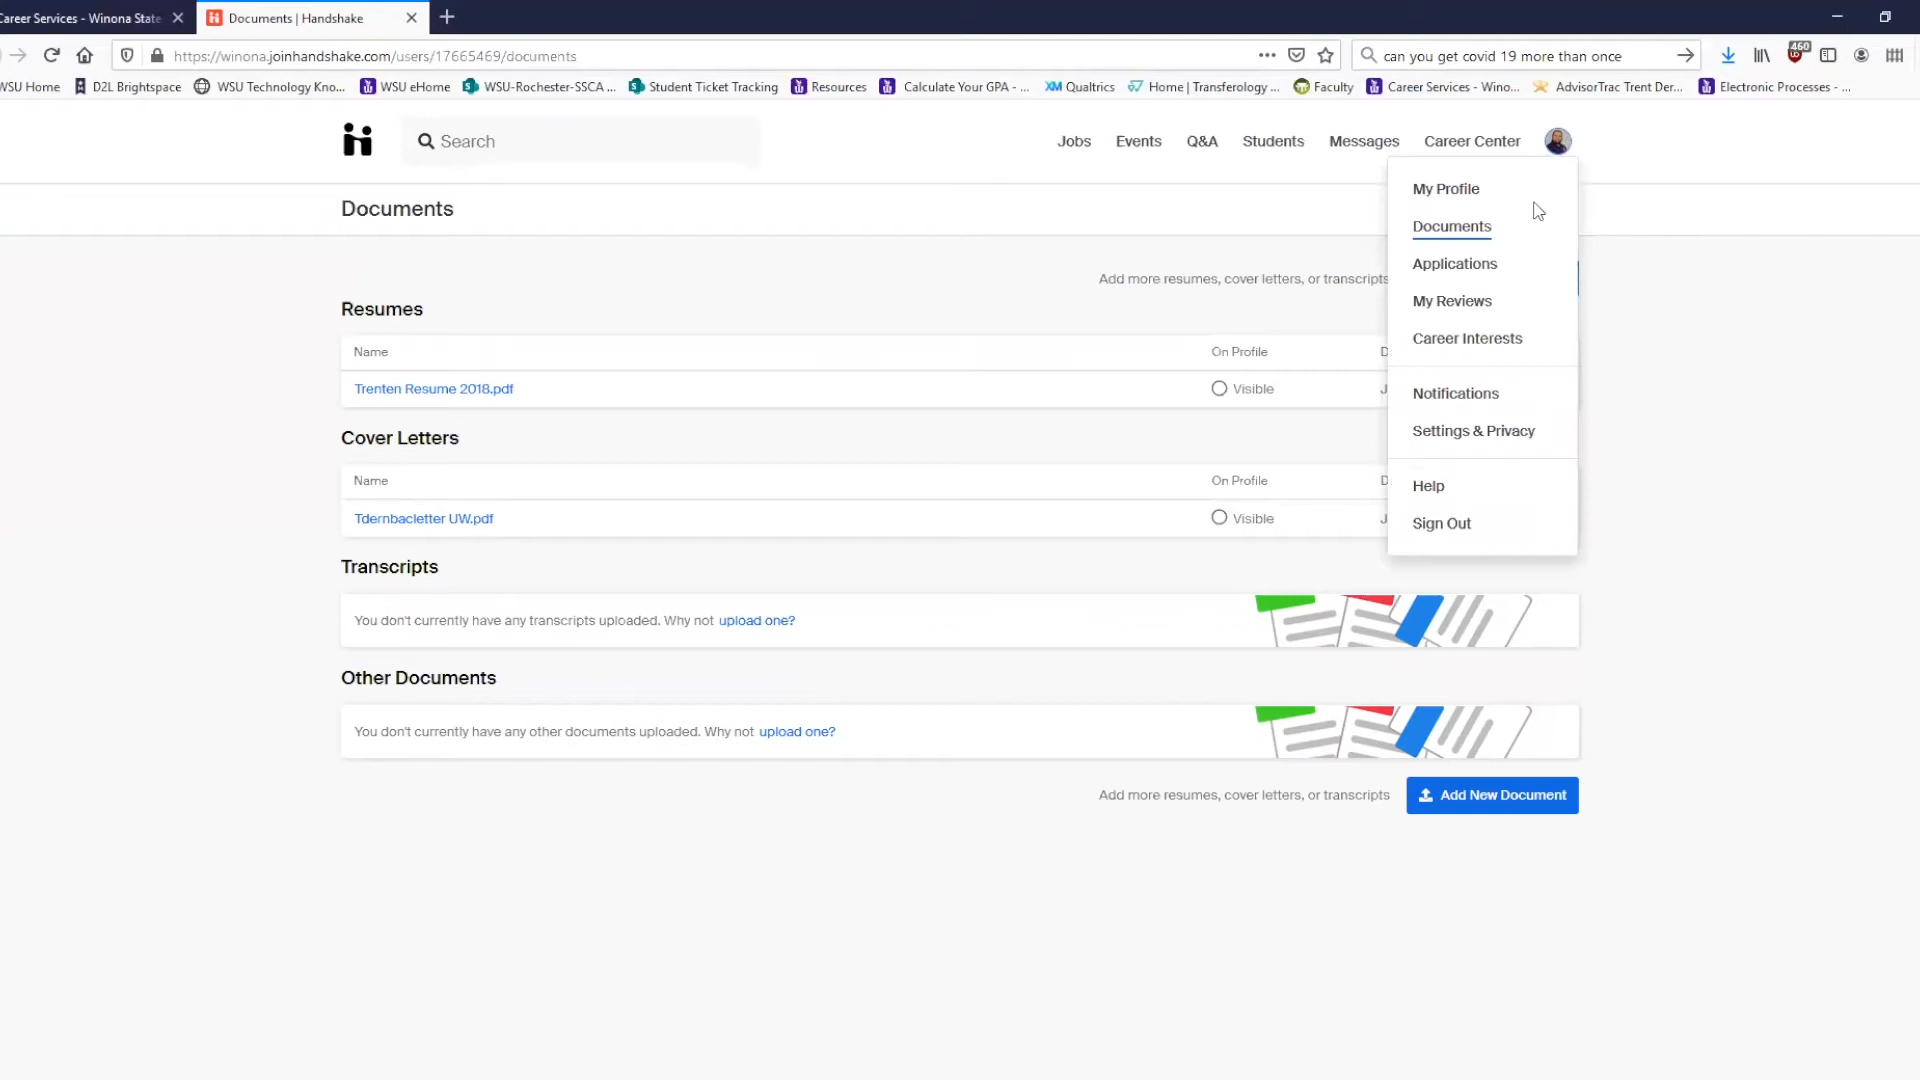 Career Services - Winona State
Documents | Handshake
https://winona.joinhandshake.com/users/17665469/documents
can you get covid 19 more than once
460
WSU Home
D2L Brightspace
WSU Technology Kno...
WSU eHome
WSU-Rochester-SSCA ...
Student Ticket Tracking
Resources
Calculate Your GPA - ...
XM Qualtrics
Home | Transferology ...
Faculty
Career Services - Wino...
AdvisorTrac Trent Der...
Electronic Processes - ...
Search
Jobs
Events
Q&A
Students
Messages
Career Center
My Profile
Documents
Applications
My Reviews
Career Interests
Notifications
Settings & Privacy
Help
Sign Out
Documents
Add more resumes, cover letters, or transcripts
Resumes
Name
On Profile
D
Trenten Resume 2018.pdf
Visible
J
Cover Letters
Name
On Profile
D
Tdernbacletter UW.pdf
Visible
J
Transcripts
You don't currently have any transcripts uploaded. Why not upload one?
Other Documents
You don't currently have any other documents uploaded. Why not upload one?
Add more resumes, cover letters, or transcripts
Add New Document